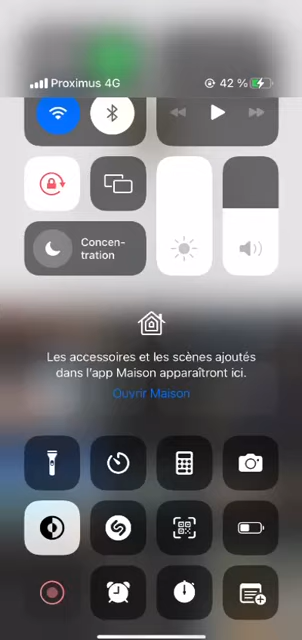 Proximus 4G
42 %
Concen-
tration
Les accessoires et les scènes ajoutés
dans l'app Maison apparaîtront ici.
Ouvrir Maison